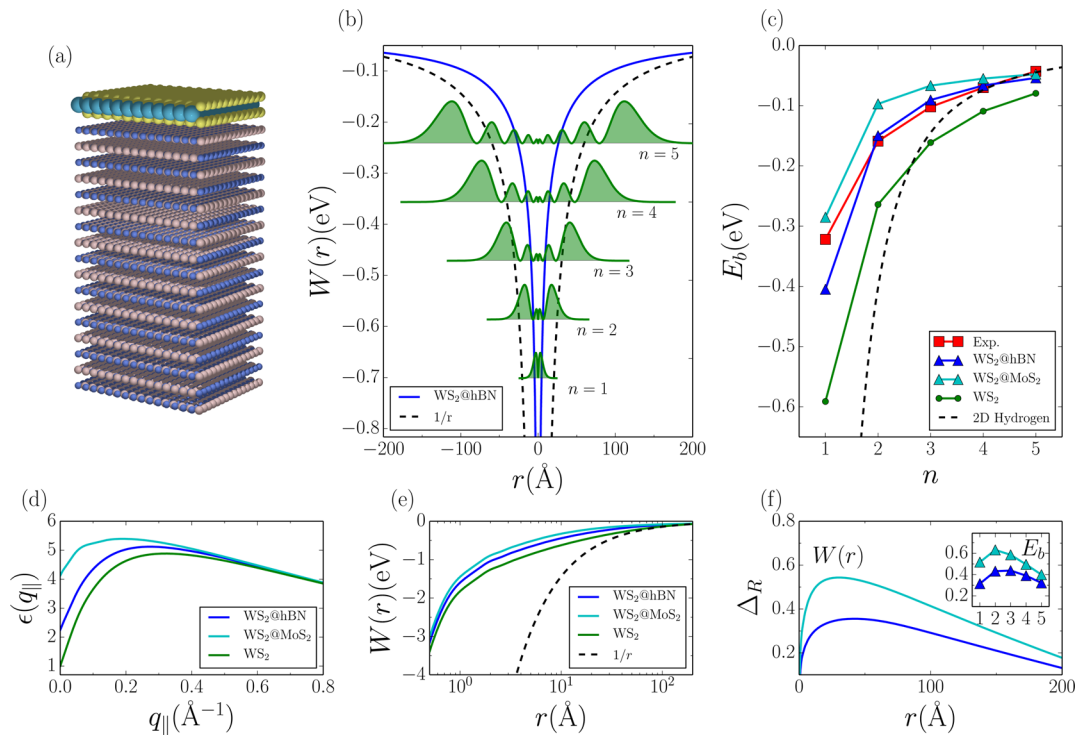 (a)
(b)
W(r)(eV)
−0.1
−0.2
−0.3
−0.4
−0.5
−0.6
−0.7
−0.8
n = 5
n = 4
n = 3
n = 2
n = 1
WS₂@hBN
1/r
−200 −100 0 100 200
r(Å)
(c)
E_b(eV)
0.0
−0.1
−0.2
−0.3
−0.4
−0.5
−0.6
Exp.
WS₂@hBN
WS₂@MoS₂
WS₂
2D Hydrogen
1 2 3 4 5
n
(d)
ϵ(q∥)
6
5
4
3
2
1
WS₂@hBN
WS₂@MoS₂
WS₂
0.0 0.2 0.4 0.6 0.8
q∥(Å⁻¹)
(e)
W(r)(eV)
0
−1
−2
−3
−4
WS₂@hBN
WS₂@MoS₂
WS₂
1/r
10⁰ 10¹ 10²
r(Å)
(f)
Δ_R
0.8
0.6
0.4
0.2
W(r)
E_b
0.6
0.4
0.2
1 2 3 4 5
0 50 100 150 200
r(Å)